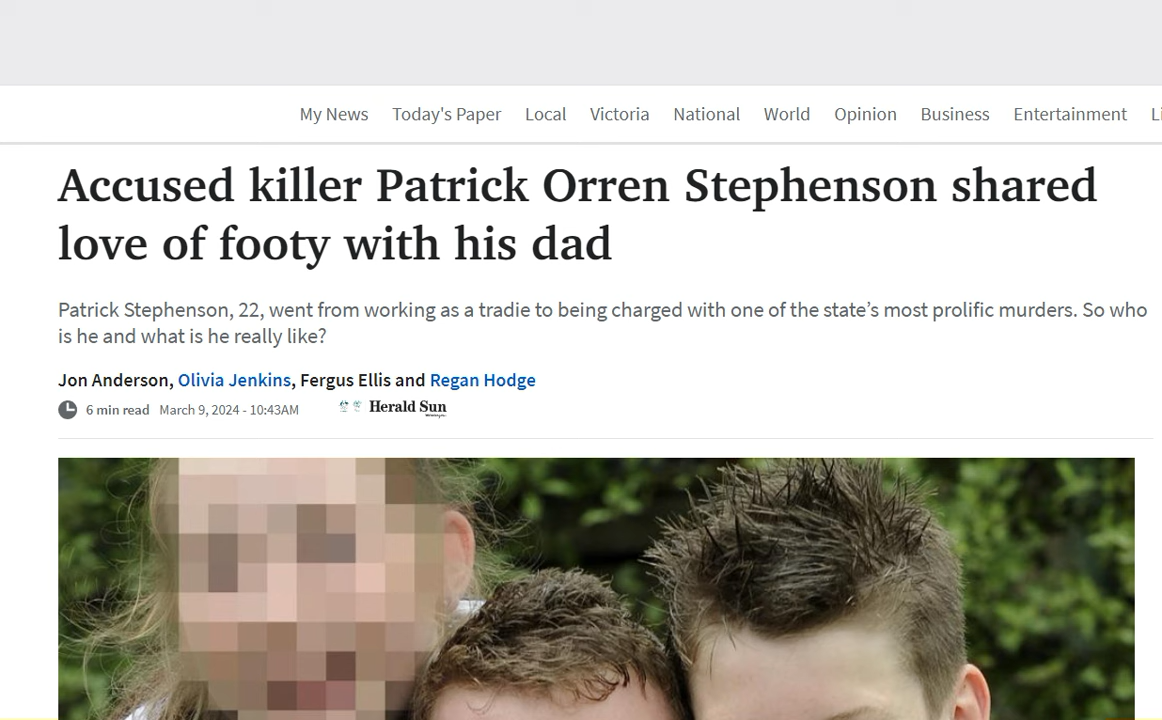 My News Today's Paper Local Victoria National World Opinion Business Entertainment Li
Accused killer Patrick Orren Stephenson shared
love of footy with his dad
Patrick Stephenson, 22, went from working as a tradie to being charged with one of the state’s most prolific murders. So who
is he and what is he really like?
Jon Anderson, Olivia Jenkins, Fergus Ellis and Regan Hodge
6 min read March 9, 2024 - 10:43AM Herald Sun